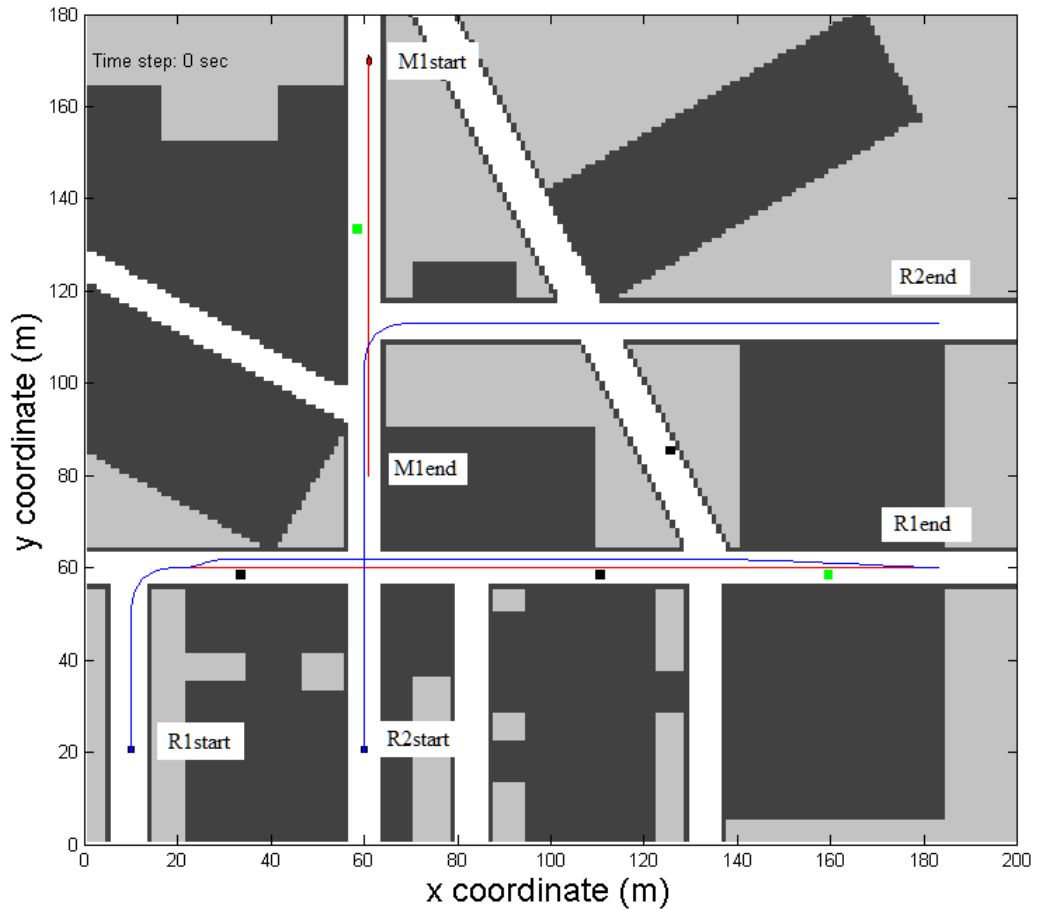 180
Time step: 0 sec
M1start
160
140
R2end
120
100
M1end
80
R1end
60
40
R1start
R2start
20
0
0 20 40 60 80 100 120 140 160 180 200
x coordinate (m)
y coordinate (m)